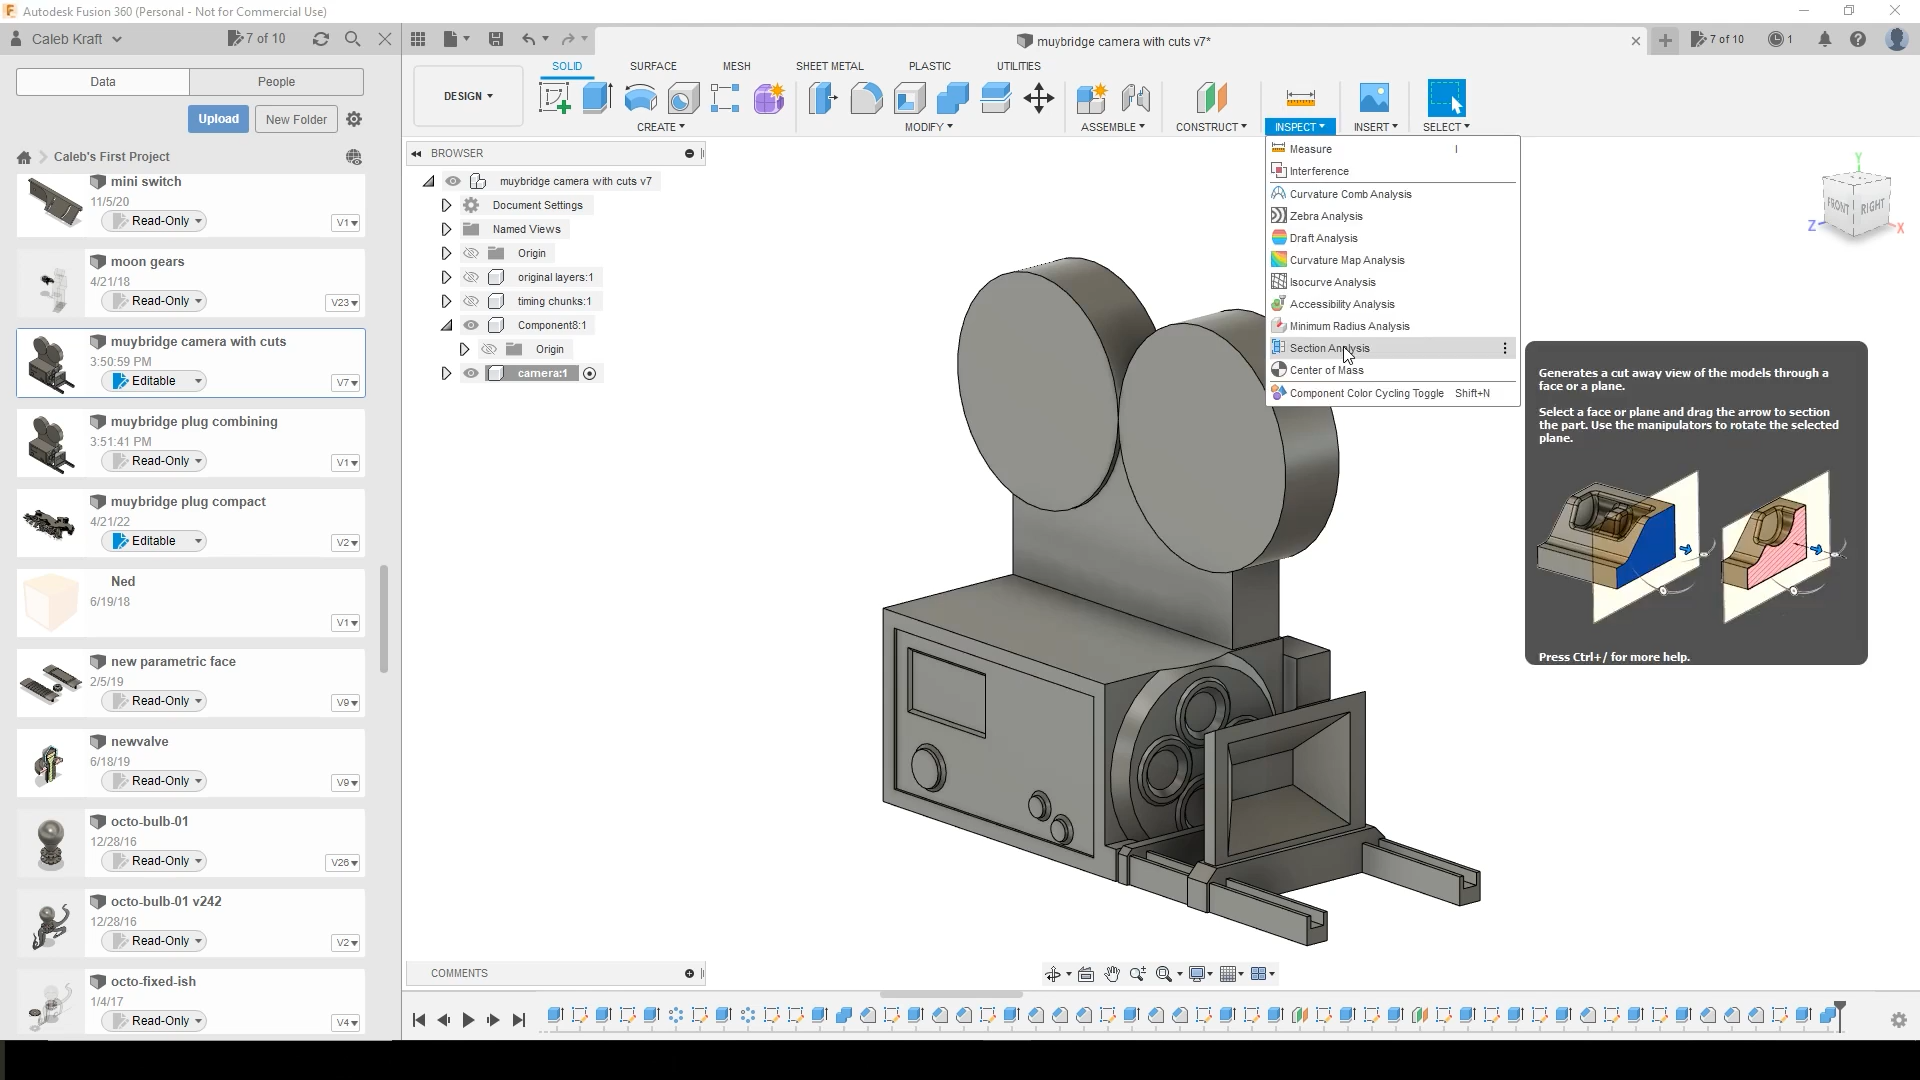 Autodesk Fusion 360 (Personal - Not for Commercial Use)
Caleb Kraft
7 of 10
muybridge camera with cuts v7*
7 of 10
1
Data
People
Upload
New Folder
Caleb's First Project
mini switch
11/5/20
Read-Only
V1
moon gears
4/21/18
Read-Only
V23
muybridge camera with cuts
3:50:59 PM
Editable
V7
muybridge plug combining
3:51:41 PM
Read-Only
V1
muybridge plug compact
4/21/22
Editable
V2
Ned
6/19/18
V1
new parametric face
2/5/19
Read-Only
V9
newvalve
6/18/19
Read-Only
V9
octo-bulb-01
12/28/16
Read-Only
V26
octo-bulb-01 v242
12/28/16
Read-Only
V2
octo-fixed-ish
1/4/17
Read-Only
V4
DESIGN
SOLID
SURFACE
MESH
SHEET METAL
PLASTIC
UTILITIES
CREATE
MODIFY
ASSEMBLE
CONSTRUCT
INSPECT
INSERT
SELECT
BROWSER
muybridge camera with cuts v7
Document Settings
Named Views
Origin
original layers:1
timing chunks:1
Component8:1
Origin
camera:1
Measure I
Interference
Curvature Comb Analysis
Zebra Analysis
Draft Analysis
Curvature Map Analysis
Isocurve Analysis
Accessibility Analysis
Minimum Radius Analysis
Section Analysis
Center of Mass
Component Color Cycling Toggle Shift+N
Generates a cut away view of the models through a
face or a plane.
Select a face or plane and drag the arrow to section
the part. Use the manipulators to rotate the selected
plane.
Press Ctrl+/ for more help.
Y
FRONT
RIGHT
Z
X
COMMENTS